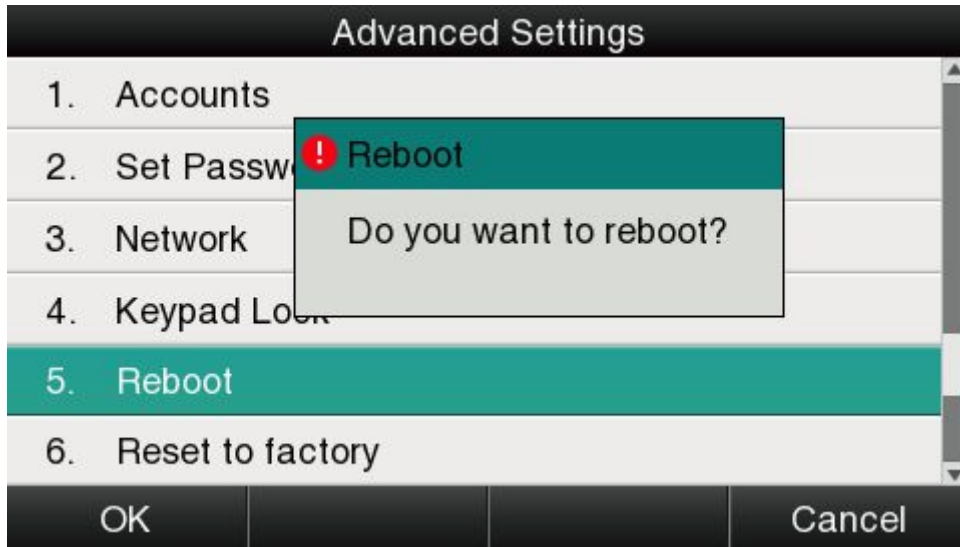 Advanced Settings
1. Accounts
2. Set Passw
! Reboot
Do you want to reboot?
3. Network
4. Keypad Lock
5. Reboot
6. Reset to factory
OK Cancel